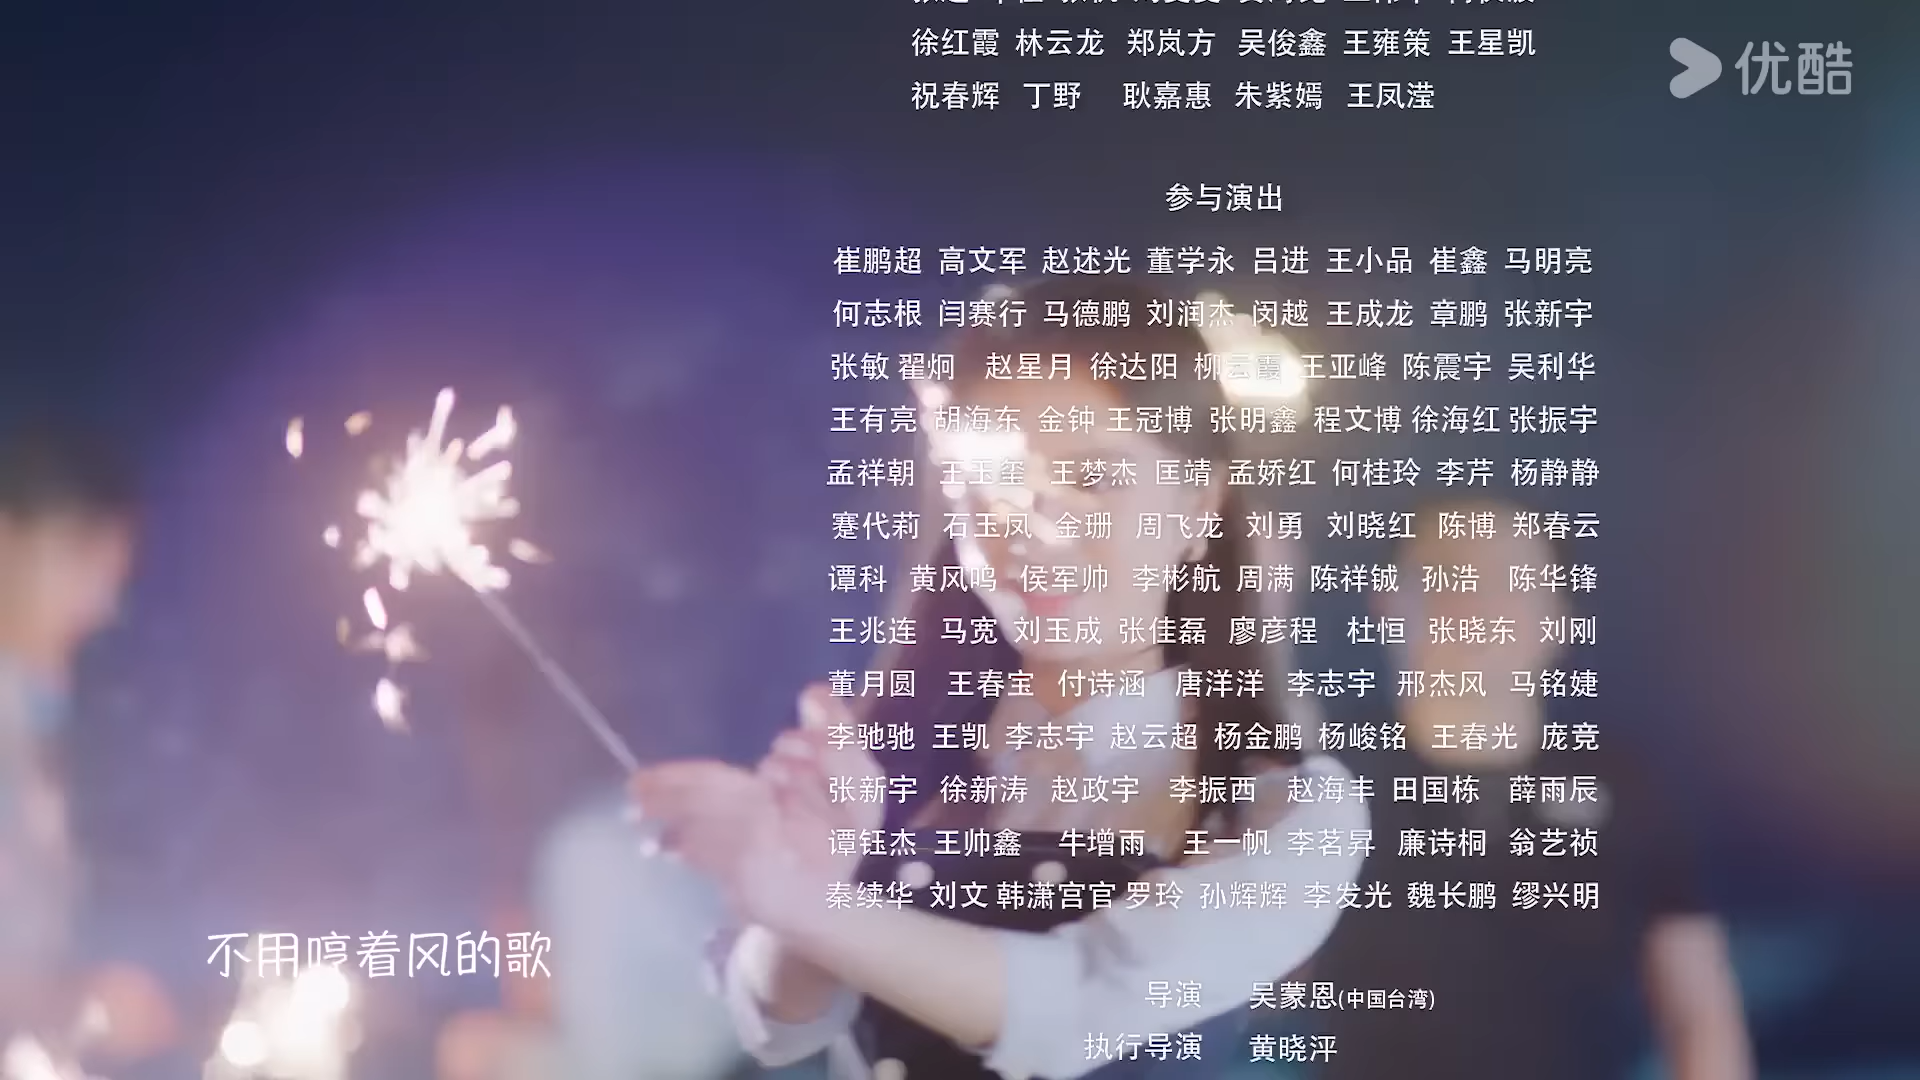 徐红霞 林云龙 郑岚方 吴俊鑫 王雍策 王星凯
祝春辉 丁野 耿嘉惠 朱紫嫣 王凤滢
优酷
参与演出
崔鹏超 高文军 赵述光 董学永 吕进 王小品 崔鑫 马明亮
何志根 闫赛行 马德鹏 刘润杰 闵越 王成龙 章鹏 张新宇
张敏 翟炯 赵星月 徐达阳 柳云霞 王亚峰 陈震宇 吴利华
王有亮 胡海东 金钟 王冠博 张明鑫 程文博 徐海红 张振宇
孟祥朝 王玉玺 王梦杰 匡靖 孟娇红 何桂玲 李芹 杨静静
蹇代莉 石玉凤 金珊 周飞龙 刘勇 刘晓红 陈博 郑春云
谭科 黄风鸣 侯军帅 李彬航 周满 陈祥铖 孙浩 陈华锋
王兆连 马宽 刘玉成 张佳磊 廖彦程 杜恒 张晓东 刘刚
董月圆 王春宝 付诗涵 唐洋洋 李志宇 邢杰风 马铭婕
李驰驰 王凯 李志宇 赵云超 杨金鹏 杨峻铭 王春光 庞竞
张新宇 徐新涛 赵政宇 李振西 赵海丰 田国栋 薛雨辰
谭钰杰 王帅鑫 牛增雨 王一帆 李茗昇 廉诗桐 翁艺祯
秦续华 刘文 韩潇宫官 罗玲 孙辉辉 李发光 魏长鹏 缪兴明
不用哼着风的歌
导演 吴蒙恩(中国台湾)
执行导演 黄晓泙